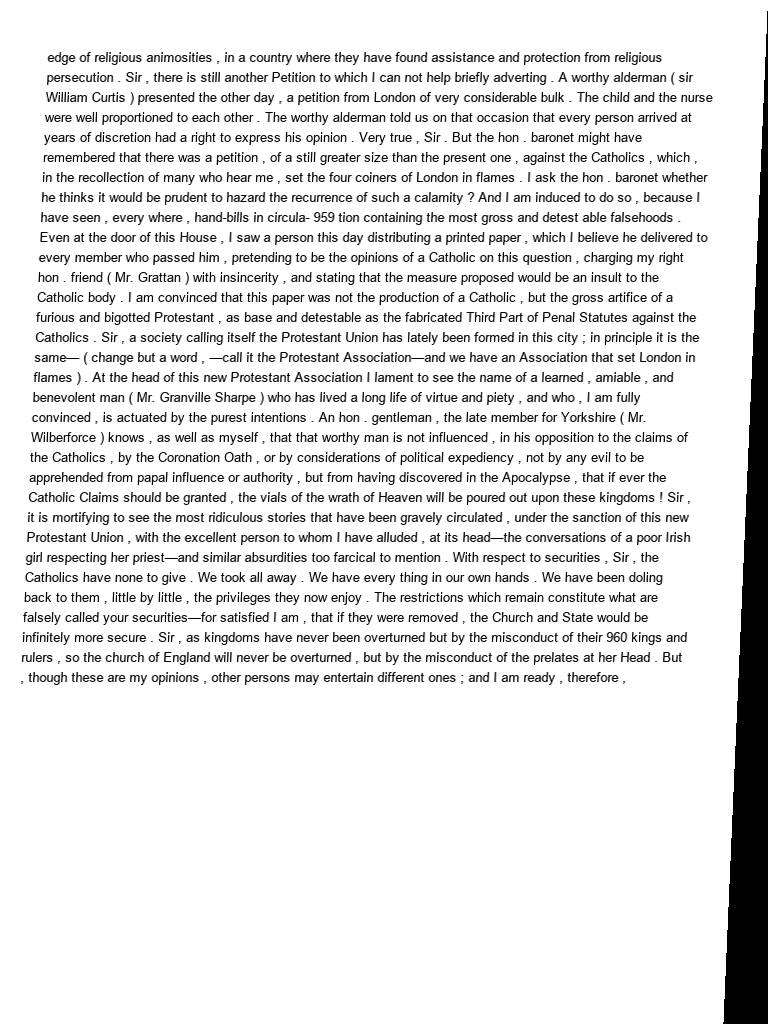 edge of religious animosities , in a country where they have found assistance and protection from religious
persecution . Sir , there is still another Petition to which I can not help briefly adverting . A worthy alderman ( sir
William Curtis ) presented the other day , a petition from London of very considerable bulk . The child and the nurse
were well proportioned to each other . The worthy alderman told us on that occasion that every person arrived at
years of discretion had a right to express his opinion . Very true , Sir . But the hon . baronet might have
remembered that there was a petition , of a still greater size than the present one , against the Catholics , which ,
in the recollection of many who hear me , set the four coiners of London in flames . I ask the hon . baronet whether
he thinks it would be prudent to hazard the recurrence of such a calamity ? And I am induced to do so , because I
have seen , every where , hand-bills in circula- 959 tion containing the most gross and detest able falsehoods .
Even at the door of this House , I saw a person this day distributing a printed paper , which I believe he delivered to
every member who passed him , pretending to be the opinions of a Catholic on this question , charging my right
hon . friend ( Mr. Grattan ) with insincerity , and stating that the measure proposed would be an insult to the
Catholic body . I am convinced that this paper was not the production of a Catholic , but the gross artifice of a
furious and bigotted Protestant , as base and detestable as the fabricated Third Part of Penal Statutes against the
Catholics . Sir , a society calling itself the Protestant Union has lately been formed in this city ; in principle it is the
same— ( change but a word , —call it the Protestant Association—and we have an Association that set London in
flames ) . At the head of this new Protestant Association I lament to see the name of a learned , amiable , and
benevolent man ( Mr. Granville Sharpe ) who has lived a long life of virtue and piety , and who , I am fully
convinced , is actuated by the purest intentions . An hon . gentleman , the late member for Yorkshire ( Mr.
Wilberforce ) knows , as well as myself , that that worthy man is not influenced , in his opposition to the claims of
the Catholics , by the Coronation Oath , or by considerations of political expediency , not by any evil to be
apprehended from papal influence or authority , but from having discovered in the Apocalypse , that if ever the
Catholic Claims should be granted , the vials of the wrath of Heaven will be poured out upon these kingdoms ! Sir ,
it is mortifying to see the most ridiculous stories that have been gravely circulated , under the sanction of this new
Protestant Union , with the excellent person to whom I have alluded , at its head—the conversations of a poor Irish
girl respecting her priest—and similar absurdities too farcical to mention . With respect to securities , Sir , the
Catholics have none to give . We took all away . We have every thing in our own hands . We have been doling
back to them , little by little , the privileges they now enjoy . The restrictions which remain constitute what are
falsely called your securities—for satisfied I am , that if they were removed , the Church and State would be
infinitely more secure . Sir , as kingdoms have never been overturned but by the misconduct of their 960 kings and
rulers , so the church of England will never be overturned , but by the misconduct of the prelates at her Head . But
, though these are my opinions , other persons may entertain different ones ; and I am ready , therefore ,